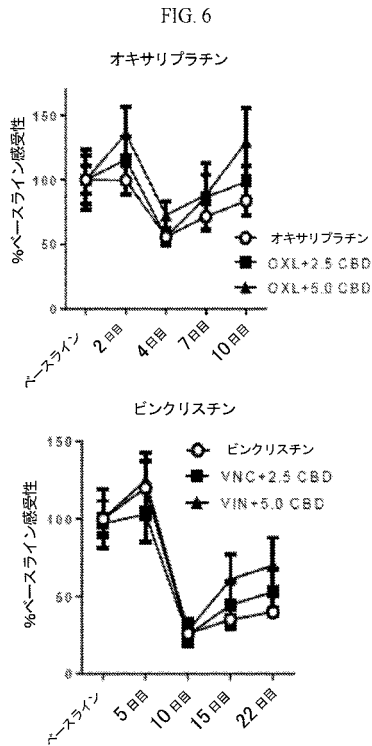 FIG. 6
オキサリプラチン
%ベースライン感受性
150
100
50
0
ベースライン
2日目
4日目
7日目
10日目
オキサリプラチン
OXL+2.5 CBD
OXL+5.0 CBD
ビンクリスチン
%ベースライン感受性
150
100
50
0
ベースライン
5日目
10日目
15日目
22日目
ビンクリスチン
VNC+2.5 CBD
VIN+5.0 CBD